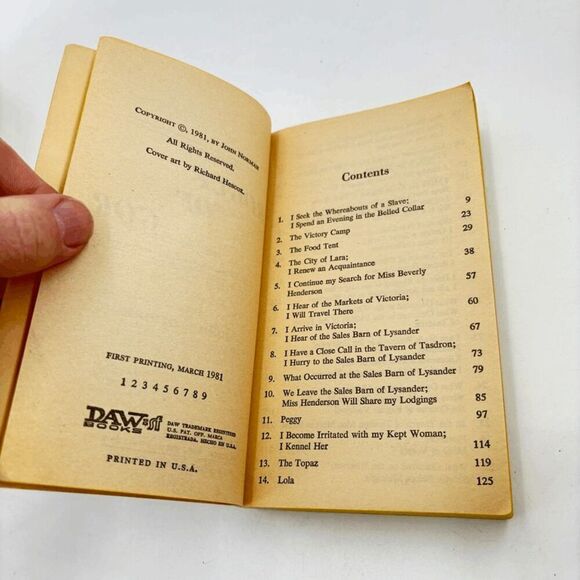 COPYRIGHT ©, 1981, BY JOHN NORMAN
All Rights Reserved.
Cover art by Richard Hescox.
FIRST PRINTING, MARCH 1981
1 2 3 4 5 6 7 8 9
DAW sf
BOOKS
DAW TRADEMARK REGISTERED
U.S. PAT. OFF. MARCA
REGISTRADA, HECHO EN U.S.A.
PRINTED IN U.S.A.
Contents
1. I Seek the Whereabouts of a Slave;
I Spend an Evening in the Belled Collar 9
2. The Victory Camp 23
3. The Food Tent 29
4. The City of Lara;
I Renew an Acquaintance 38
5. I Continue my Search for Miss Beverly
Henderson 57
6. I Hear of the Markets of Victoria;
I Will Travel There 60
7. I Arrive in Victoria;
I Hear of the Sales Barn of Lysander 67
8. I Have a Close Call in the Tavern of Tasdron;
I Hurry to the Sales Barn of Lysander 73
9. What Occurred at the Sales Barn of Lysander 79
10. We Leave the Sales Barn of Lysander;
Miss Henderson Will Share my Lodgings 85
11. Peggy 97
12. I Become Irritated with my Kept Woman;
I Kennel Her 114
13. The Topaz 119
14. Lola 125